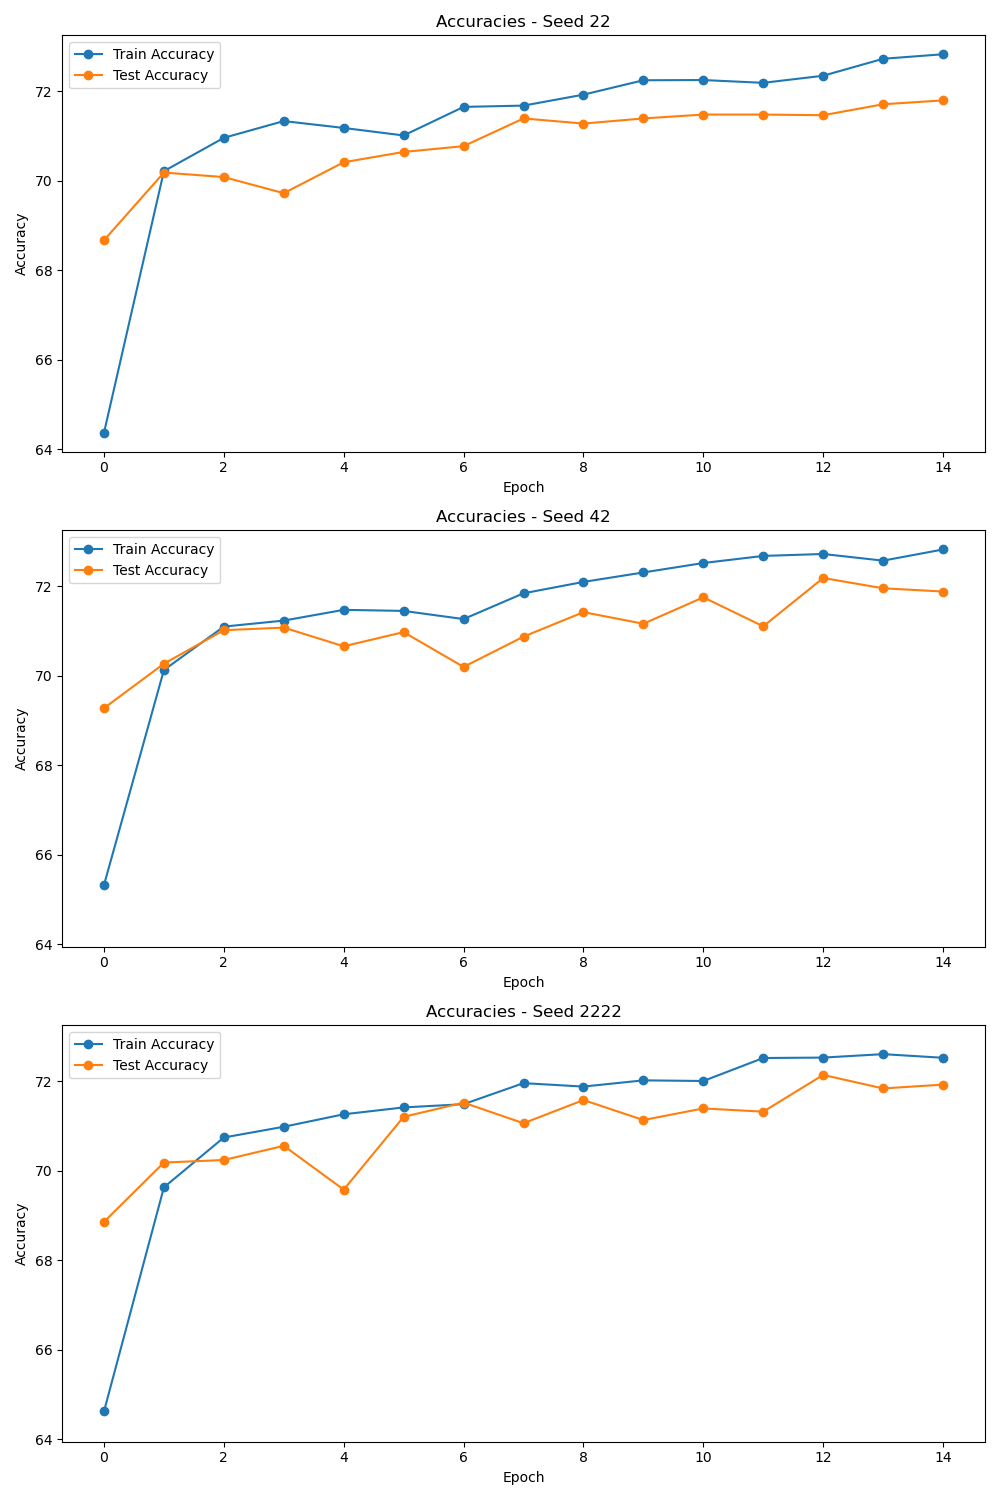 Accuracies - Seed 22
Train Accuracy
Test Accuracy
72
70
68
66
64
Accuracy
0 2 4 6 8 10 12 14
Epoch
Accuracies - Seed 42
Train Accuracy
Test Accuracy
72
70
68
66
64
Accuracy
0 2 4 6 8 10 12 14
Epoch
Accuracies - Seed 2222
Train Accuracy
Test Accuracy
72
70
68
66
64
Accuracy
0 2 4 6 8 10 12 14
Epoch